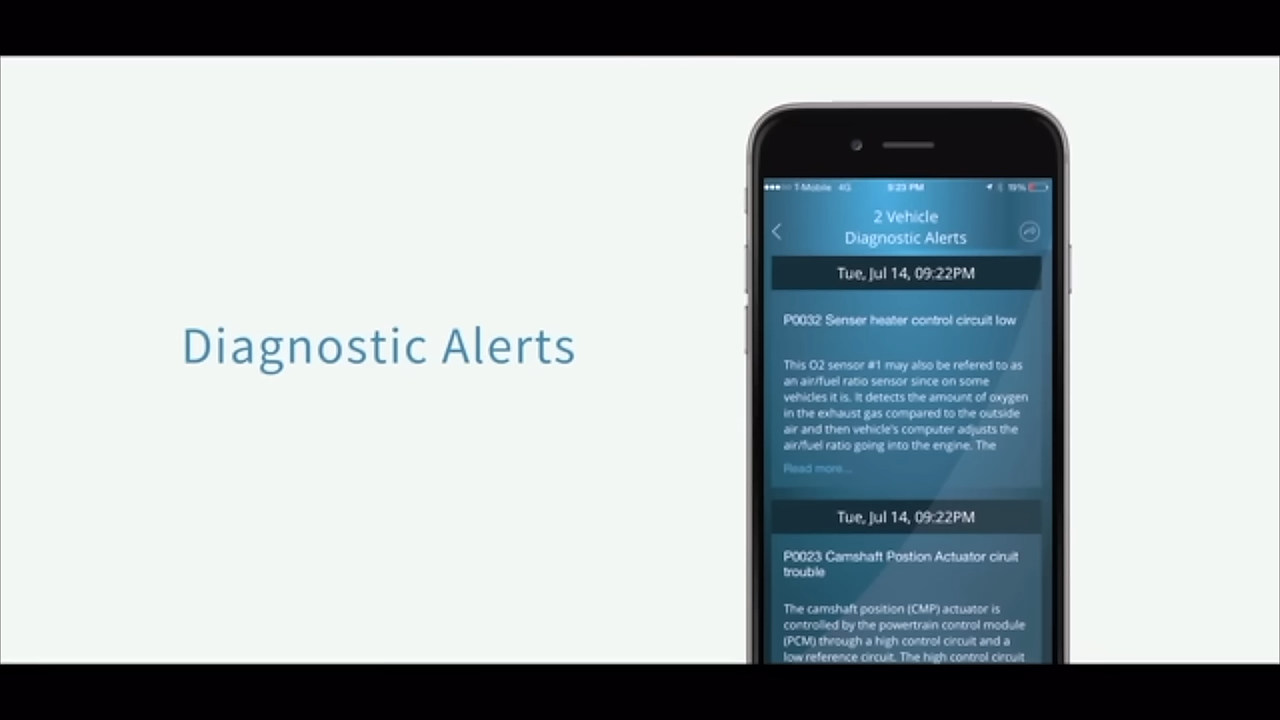 Diagnostic Alerts
T-Mobile 4G 9:23 PM 19%
2 Vehicle
Diagnostic Alerts
Tue, Jul 14, 09:22PM
P0032 Senser heater control circuit low
This O2 sensor #1 may also be refered to as
an air/fuel ratio sensor since on some
vehicles it is. It detects the amount of oxygen
in the exhaust gas compared to the outside
air and then vehicle's computer adjusts the
air/fuel ratio going into the engine. The
Read more...
Tue, Jul 14, 09:22PM
P0023 Camshaft Postion Actuator ciruit
trouble
The camshaft position (CMP) actuator is
controlled by the powertrain control module
(PCM) through a high control circuit and a
low reference circuit. The high control circuit